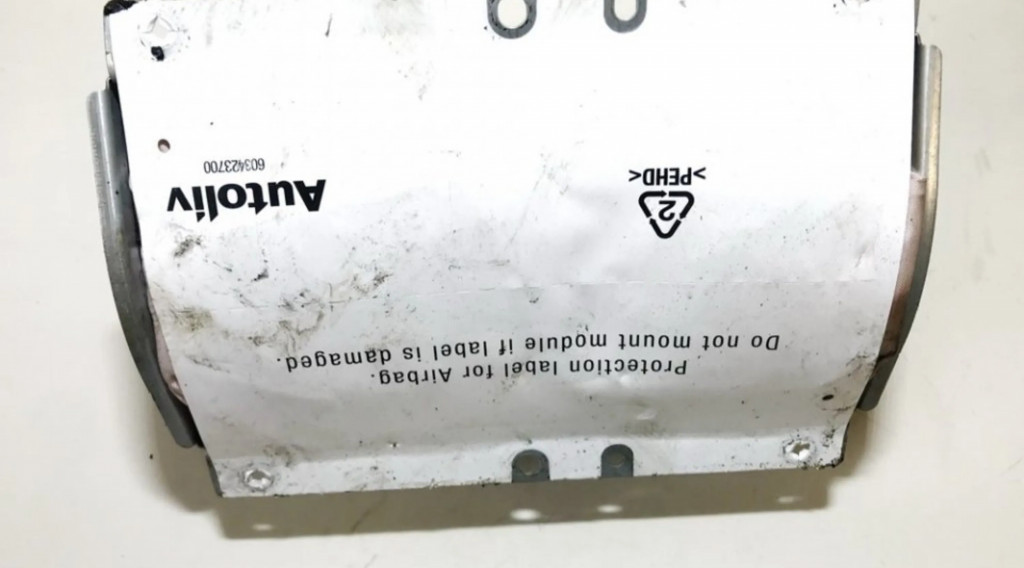 Protection label for Airbag.
Do not mount module if label is damaged.
2
>PEHD<
Autoliv
603423700